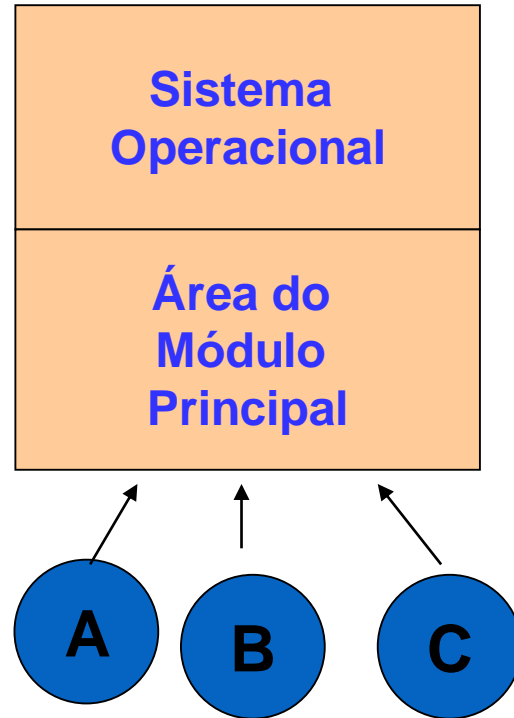 Sistema
Operacional
Área do
Módulo
Principal
A
B
C